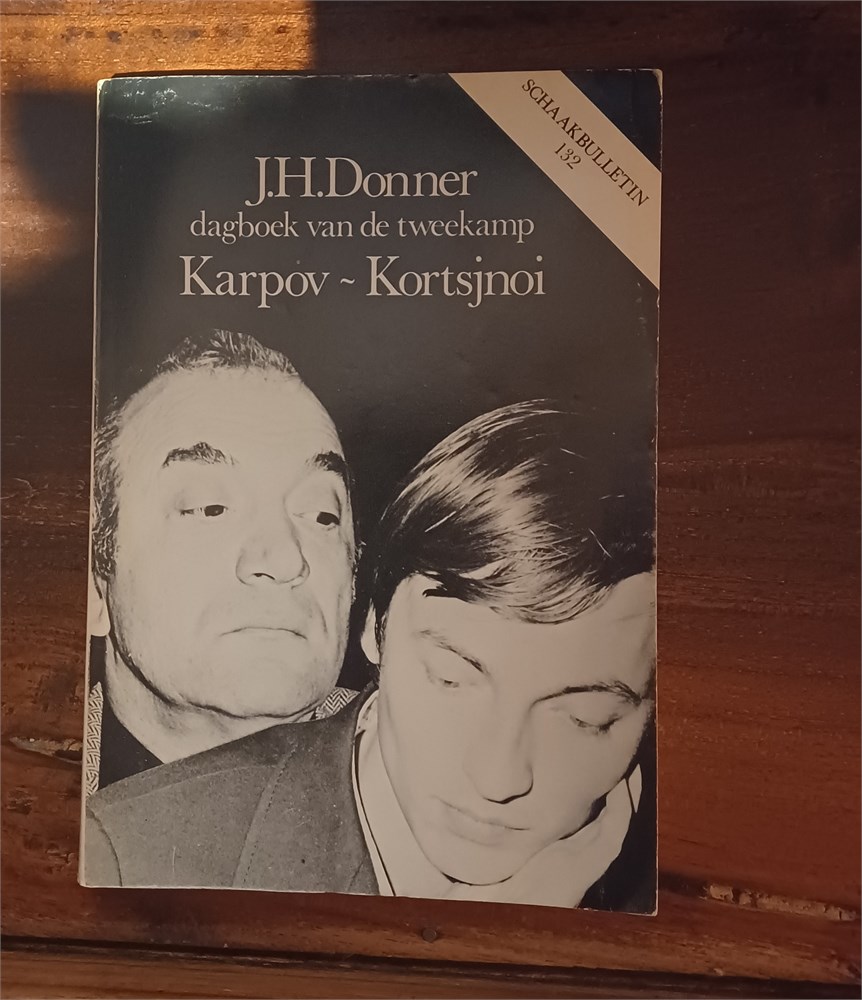 SCHAAKBULLETIN
132
J.H.Donner
dagboek van de tweekamp
Karpov ~ Kortsjnoi